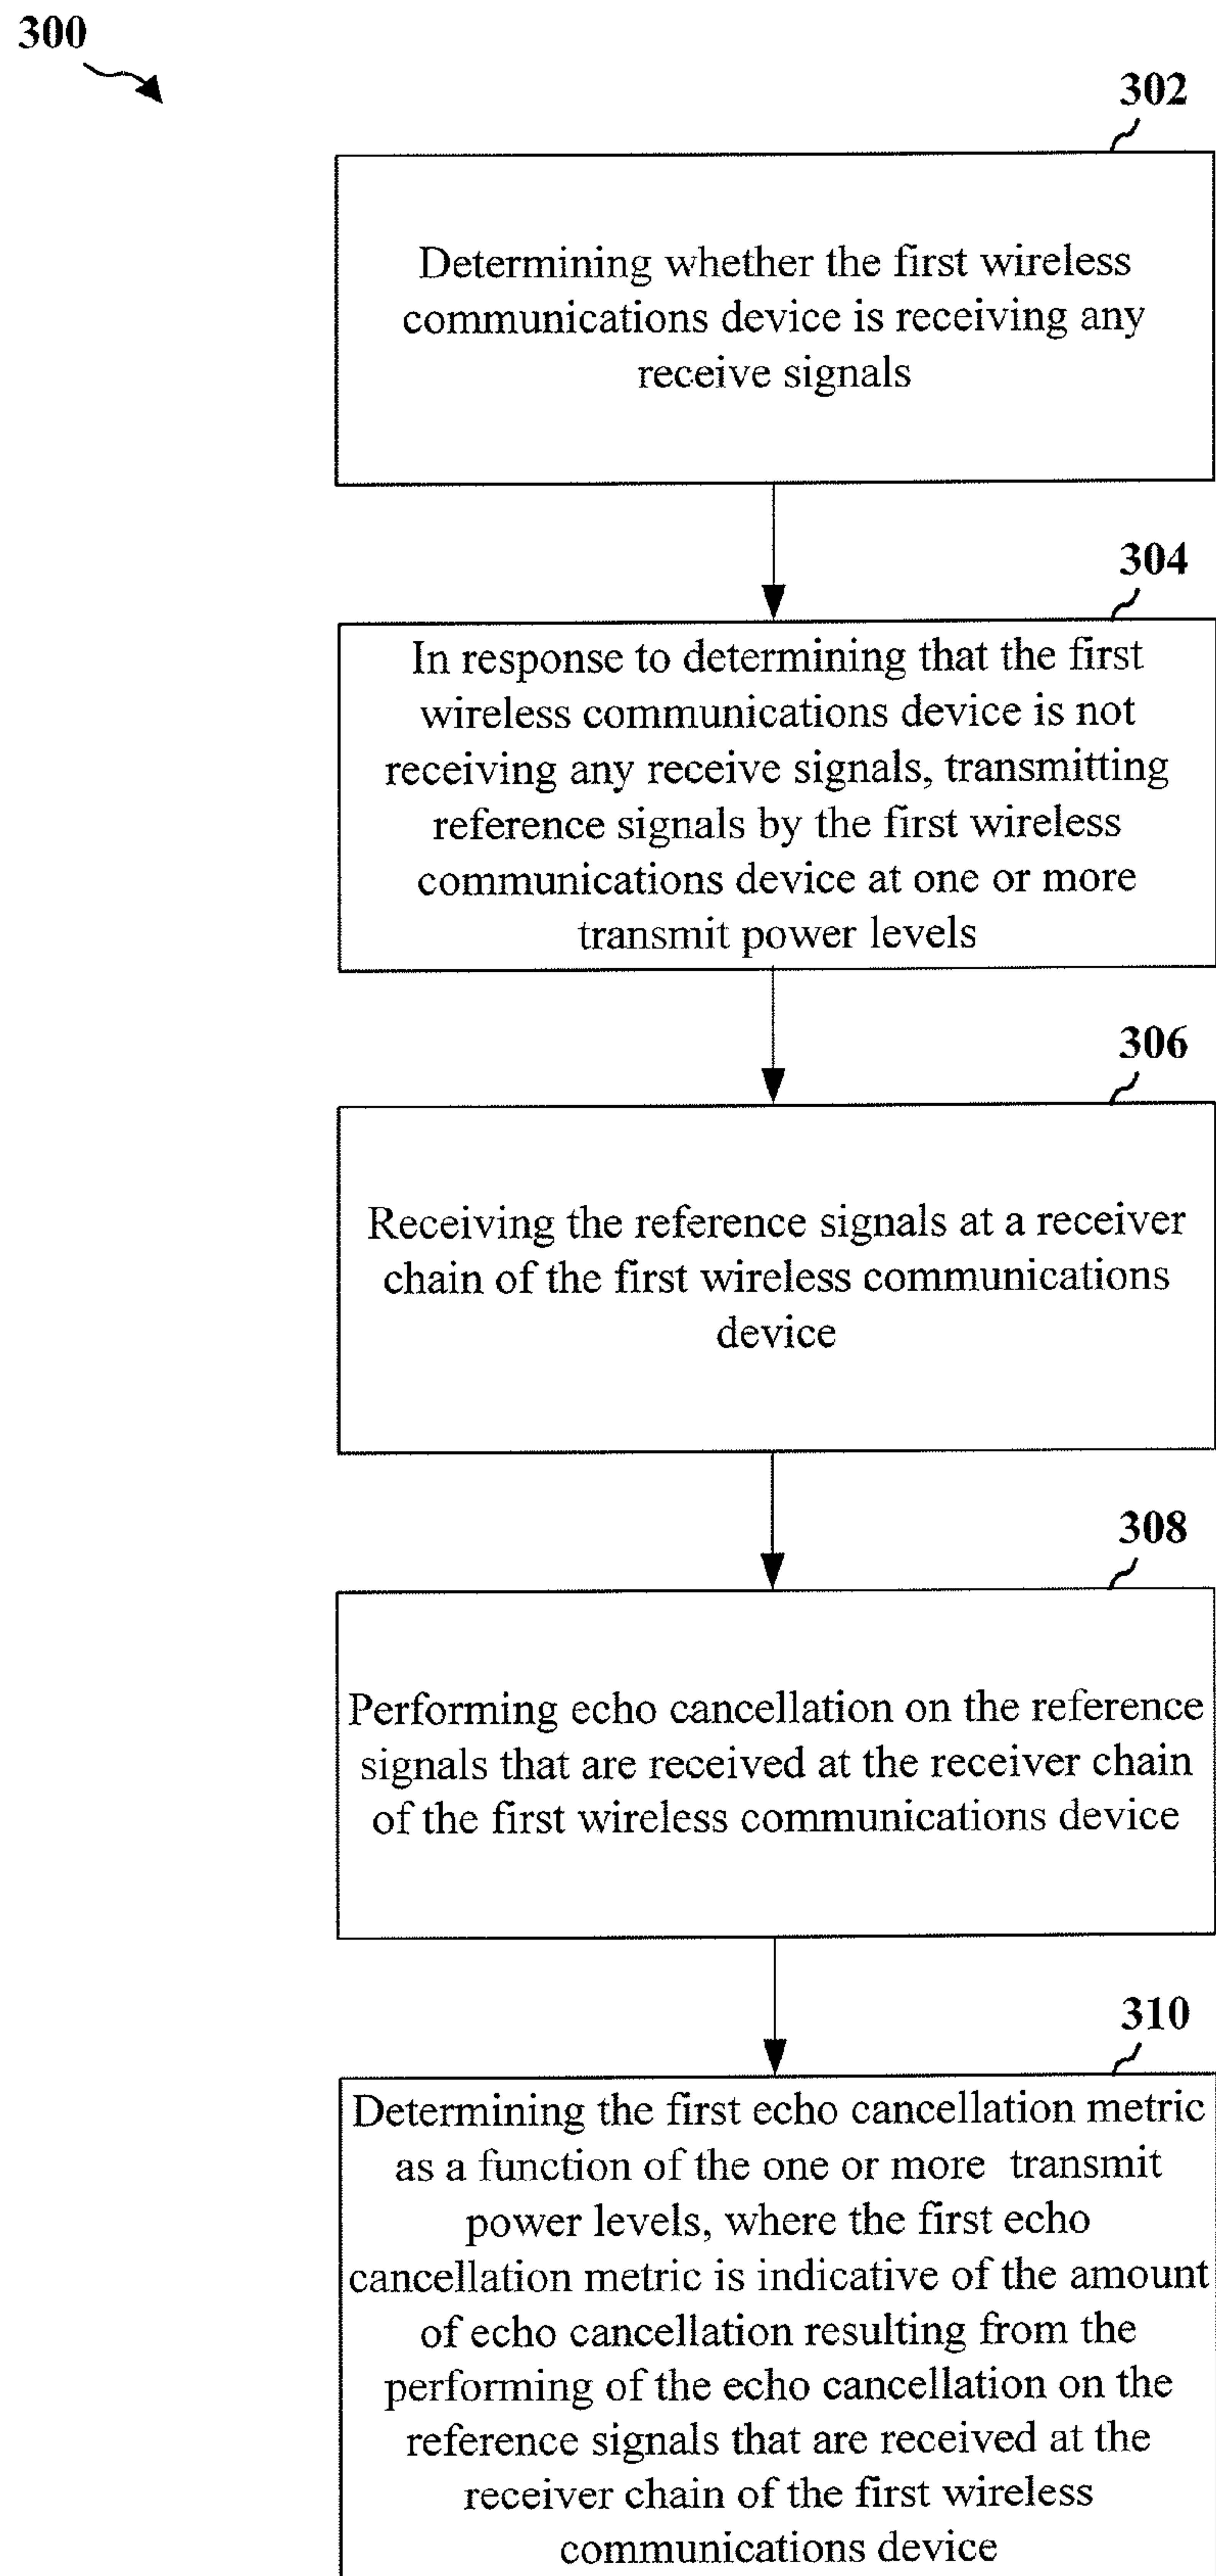 300
302
Determining whether the first wireless
communications device is receiving any
receive signals
304
In response to determining that the first
wireless communications device is not
receiving any receive signals, transmitting
reference signals by the first wireless
communications device at one or more
transmit power levels
306
Receiving the reference signals at a receiver
chain of the first wireless communications
device
308
Performing echo cancellation on the reference
signals that are received at the receiver chain
of the first wireless communications device
310
Determining the first echo cancellation metric
as a function of the one or more transmit
power levels, where the first echo
cancellation metric is indicative of the amount
of echo cancellation resulting from the
performing of the echo cancellation on the
reference signals that are received at the
receiver chain of the first wireless
communications device